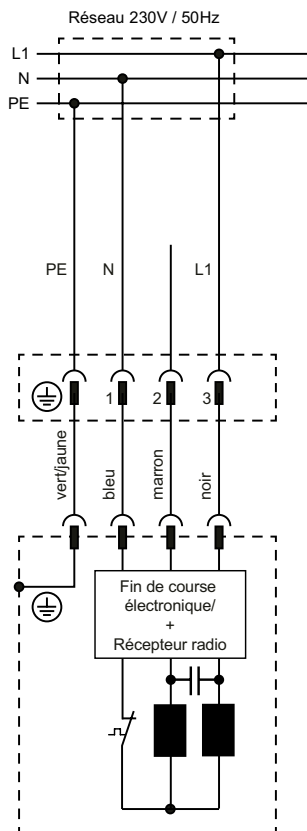 Réseau 230V / 50Hz
L1
N
PE
PE
N
L1
1
2
3
vert/jaune
bleu
marron
noir
Fin de course
électronique/
+
Récepteur radio